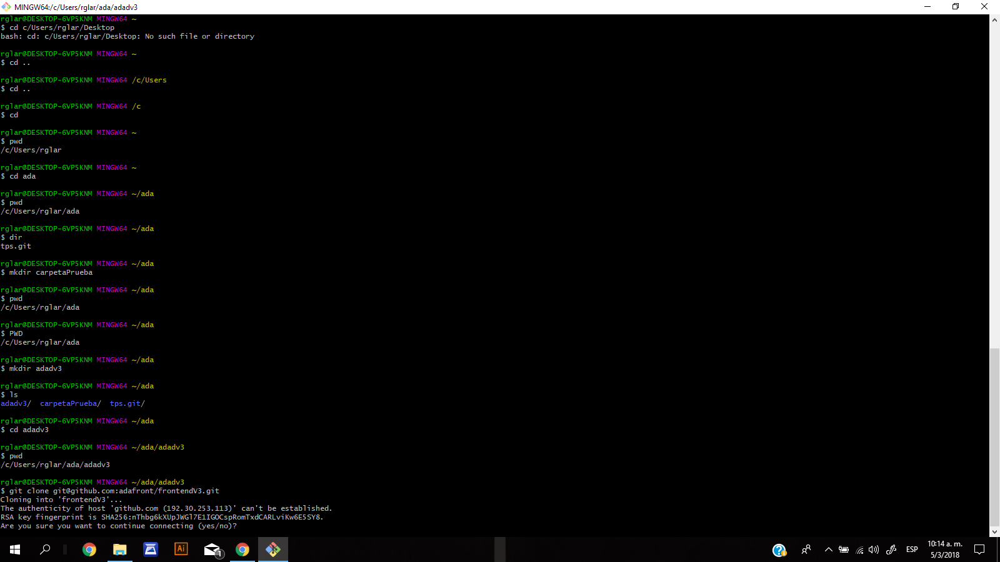 MINGW64:/c/Users/rglar/ada/adadv3
rglar@DESKTOP-6VP5KNM MINGW64 ~
$ cd c/Users/rglar/Desktop
bash: cd: c/Users/rglar/Desktop: No such file or directory
rglar@DESKTOP-6VP5KNM MINGW64 ~
$ cd ..
rglar@DESKTOP-6VP5KNM MINGW64 /c/Users
$ cd ..
rglar@DESKTOP-6VP5KNM MINGW64 /c
$ cd
rglar@DESKTOP-6VP5KNM MINGW64 ~
$ pwd
/c/Users/rglar
rglar@DESKTOP-6VP5KNM MINGW64 ~
$ cd ada
rglar@DESKTOP-6VP5KNM MINGW64 ~/ada
$ pwd
/c/Users/rglar/ada
rglar@DESKTOP-6VP5KNM MINGW64 ~/ada
$ dir
tps.git
rglar@DESKTOP-6VP5KNM MINGW64 ~/ada
$ mkdir carpetaPrueba
rglar@DESKTOP-6VP5KNM MINGW64 ~/ada
$ pwd
/c/Users/rglar/ada
rglar@DESKTOP-6VP5KNM MINGW64 ~/ada
$ PWD
/c/Users/rglar/ada
rglar@DESKTOP-6VP5KNM MINGW64 ~/ada
$ mkdir adadv3
rglar@DESKTOP-6VP5KNM MINGW64 ~/ada
$ ls
adadv3/  carpetaPrueba/  tps.git/
rglar@DESKTOP-6VP5KNM MINGW64 ~/ada
$ cd adadv3
rglar@DESKTOP-6VP5KNM MINGW64 ~/ada/adadv3
$ pwd
/c/Users/rglar/ada/adadv3
rglar@DESKTOP-6VP5KNM MINGW64 ~/ada/adadv3
$ git clone git@github.com:adafront/frontendV3.git
Cloning into 'frontendV3'...
The authenticity of host 'github.com (192.30.253.113)' can't be established.
RSA key fingerprint is SHA256:nThbg6kXUpJWGl7E1IGOCspRomTxdCARLviKw6E5SY8.
Are you sure you want to continue connecting (yes/no)?
Ai
1
ESP
10:14 a. m.
5/3/2018